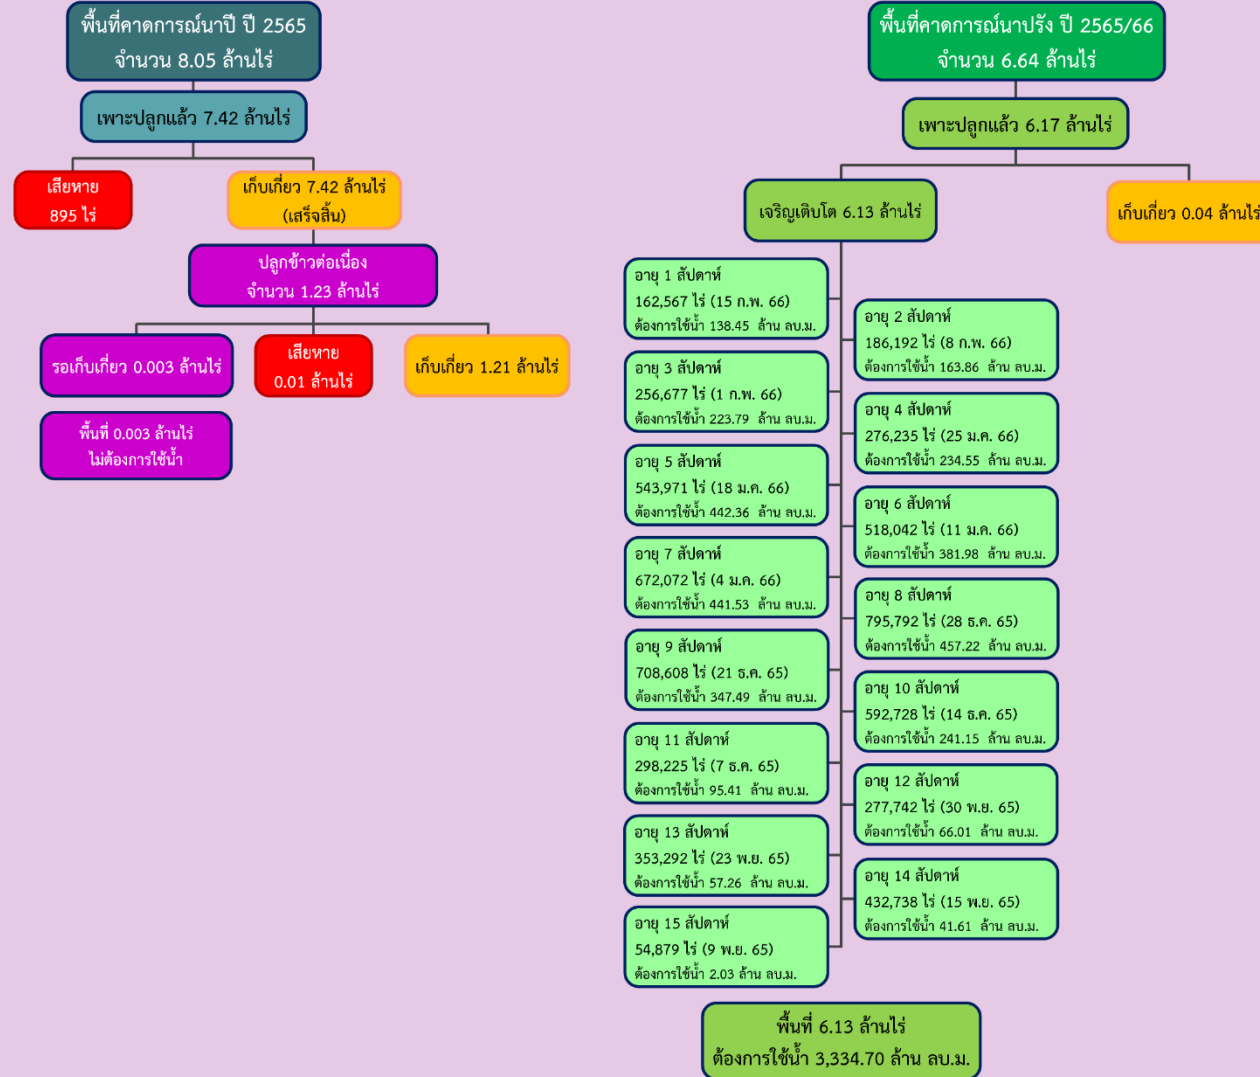 พื้นที่คาดการณ์นาปี ปี 2565
จำนวน 8.05 ล้านไร่
เพาะปลูกแล้ว 7.42 ล้านไร่
เสียหาย
895 ไร่
เก็บเกี่ยว 7.42 ล้านไร่
(เสร็จสิ้น)
ปลูกข้าวต่อเนื่อง
จำนวน 1.23 ล้านไร่
รอเก็บเกี่ยว 0.003 ล้านไร่
เสียหาย
0.01 ล้านไร่
เก็บเกี่ยว 1.21 ล้านไร่
พื้นที่ 0.003 ล้านไร่
ไม่ต้องการใช้น้ำ
พื้นที่คาดการณ์นาปรัง ปี 2565/66
จำนวน 6.64 ล้านไร่
เพาะปลูกแล้ว 6.17 ล้านไร่
เจริญเติบโต 6.13 ล้านไร่
เก็บเกี่ยว 0.04 ล้านไร่
อายุ 1 สัปดาห์
162,567 ไร่ (15 ก.พ. 66)
ต้องการใช้น้ำ 138.45 ล้าน ลบ.ม.
อายุ 2 สัปดาห์
186,192 ไร่ (8 ก.พ. 66)
ต้องการใช้น้ำ 163.86 ล้าน ลบ.ม.
อายุ 3 สัปดาห์
256,677 ไร่ (1 ก.พ. 66)
ต้องการใช้น้ำ 223.79 ล้าน ลบ.ม.
อายุ 4 สัปดาห์
276,235 ไร่ (25 ม.ค. 66)
ต้องการใช้น้ำ 234.55 ล้าน ลบ.ม.
อายุ 5 สัปดาห์
543,971 ไร่ (18 ม.ค. 66)
ต้องการใช้น้ำ 442.36 ล้าน ลบ.ม.
อายุ 6 สัปดาห์
518,042 ไร่ (11 ม.ค. 66)
ต้องการใช้น้ำ 381.98 ล้าน ลบ.ม.
อายุ 7 สัปดาห์
672,072 ไร่ (4 ม.ค. 66)
ต้องการใช้น้ำ 441.53 ล้าน ลบ.ม.
อายุ 8 สัปดาห์
795,792 ไร่ (28 ธ.ค. 65)
ต้องการใช้น้ำ 457.22 ล้าน ลบ.ม.
อายุ 9 สัปดาห์
708,608 ไร่ (21 ธ.ค. 65)
ต้องการใช้น้ำ 347.49 ล้าน ลบ.ม.
อายุ 10 สัปดาห์
592,728 ไร่ (14 ธ.ค. 65)
ต้องการใช้น้ำ 241.15 ล้าน ลบ.ม.
อายุ 11 สัปดาห์
298,225 ไร่ (7 ธ.ค. 65)
ต้องการใช้น้ำ 95.41 ล้าน ลบ.ม.
อายุ 12 สัปดาห์
277,742 ไร่ (30 พ.ย. 65)
ต้องการใช้น้ำ 66.01 ล้าน ลบ.ม.
อายุ 13 สัปดาห์
353,292 ไร่ (23 พ.ย. 65)
ต้องการใช้น้ำ 57.26 ล้าน ลบ.ม.
อายุ 14 สัปดาห์
432,738 ไร่ (15 พ.ย. 65)
ต้องการใช้น้ำ 41.61 ล้าน ลบ.ม.
อายุ 15 สัปดาห์
54,879 ไร่ (9 พ.ย. 65)
ต้องการใช้น้ำ 2.03 ล้าน ลบ.ม.
พื้นที่ 6.13 ล้านไร่
ต้องการใช้น้ำ 3,334.70 ล้าน ลบ.ม.